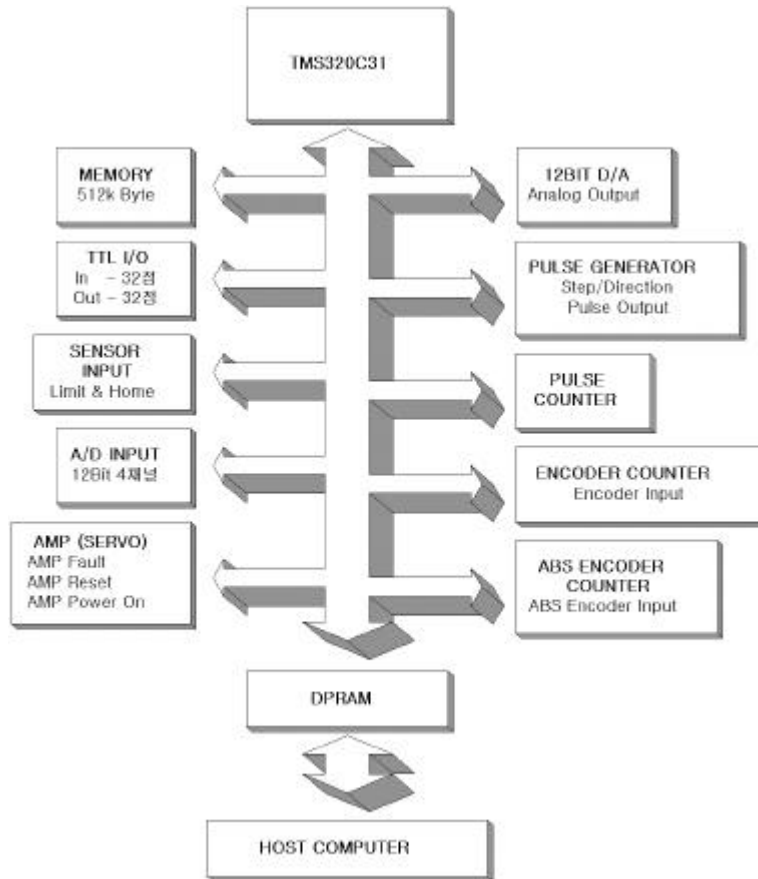 TMS320C31
MEMORY
512k Byte
12BIT D/A
Analog Output
TTL I/O
In - 32점
Out - 32점
PULSE GENERATOR
Step/Direction
Pulse Output
SENSOR
INPUT
Limit & Home
PULSE
COUNTER
A/D INPUT
12Bit 4채널
ENCODER COUNTER
Encoder Input
AMP (SERVO)
AMP Fault
AMP Reset
AMP Power On
ABS ENCODER
COUNTER
ABS Encoder Input
DPRAM
HOST COMPUTER